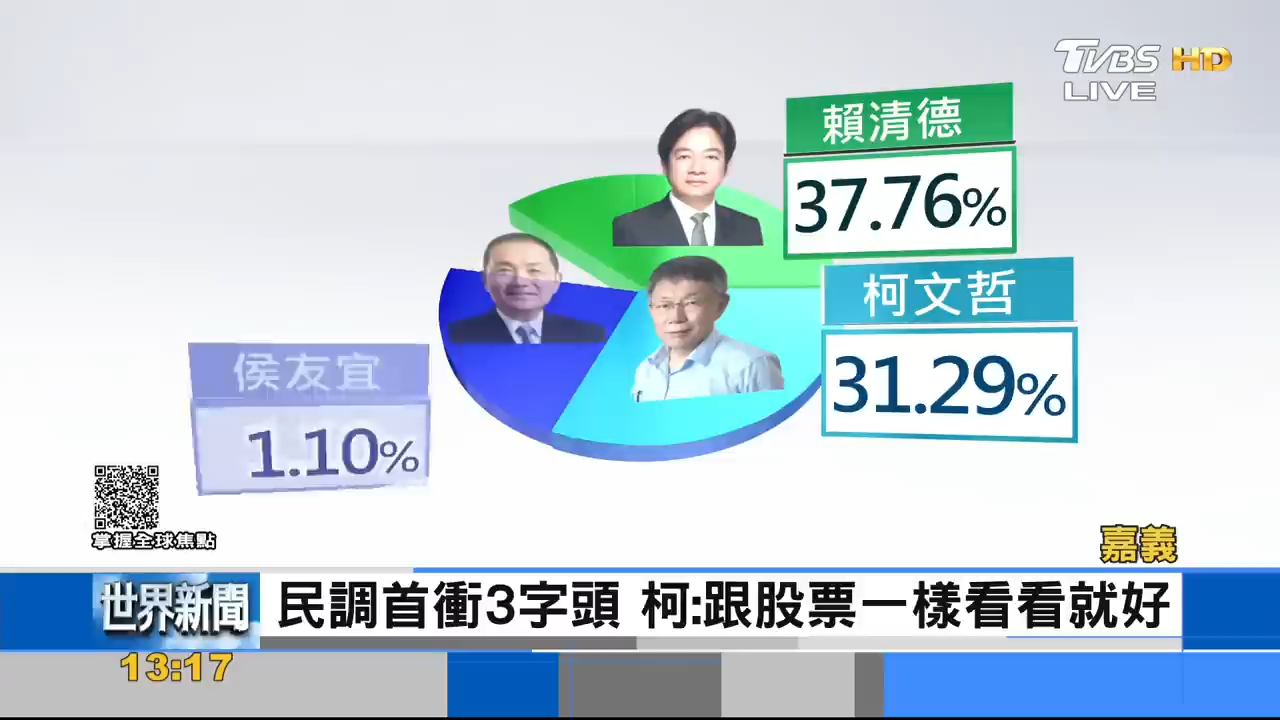 TVBS HD
LIVE
賴清德
37.76%
柯文哲
31.29%
侯友宜
1.10%
掌握全球焦點
嘉義
世界新聞
民調首衝3字頭 柯:跟股票一樣看看就好
13:17